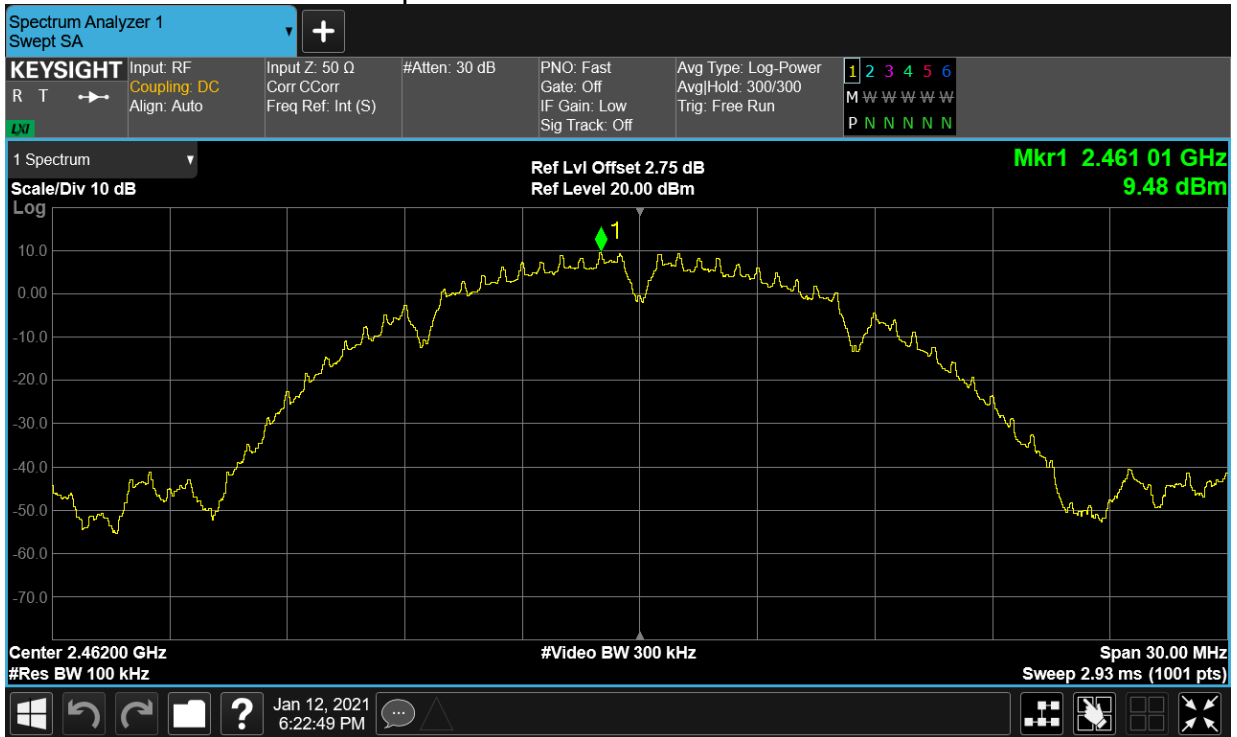 Spectrum Analyzer 1
Swept SA
+
KEYSIGHT
R T
LXI
Input: RF
Coupling: DC
Align: Auto
Input Z: 50 Ω
Corr CCorr
Freq Ref: Int (S)
#Atten: 30 dB
PNO: Fast
Gate: Off
IF Gain: Low
Sig Track: Off
Avg Type: Log-Power
Avg|Hold: 300/300
Trig: Free Run
1 2 3 4 5 6
M W W W W W
P N N N N N
1 Spectrum
Scale/Div 10 dB
Log
Ref Lvl Offset 2.75 dB
Ref Level 20.00 dBm
Mkr1 2.461 01 GHz
9.48 dBm
1
10.0
0.00
-10.0
-20.0
-30.0
-40.0
-50.0
-60.0
-70.0
Center 2.46200 GHz
#Res BW 100 kHz
#Video BW 300 kHz
Span 30.00 MHz
Sweep 2.93 ms (1001 pts)
?
Jan 12, 2021
6:22:49 PM